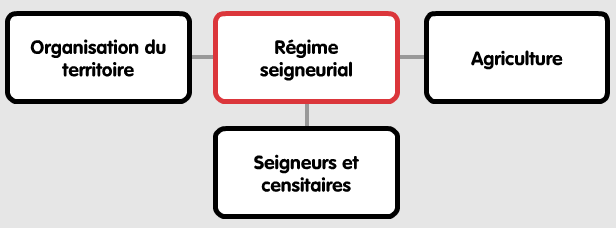 Organisation du
territoire
Régime
seigneurial
Agriculture
Seigneurs et
censitaires